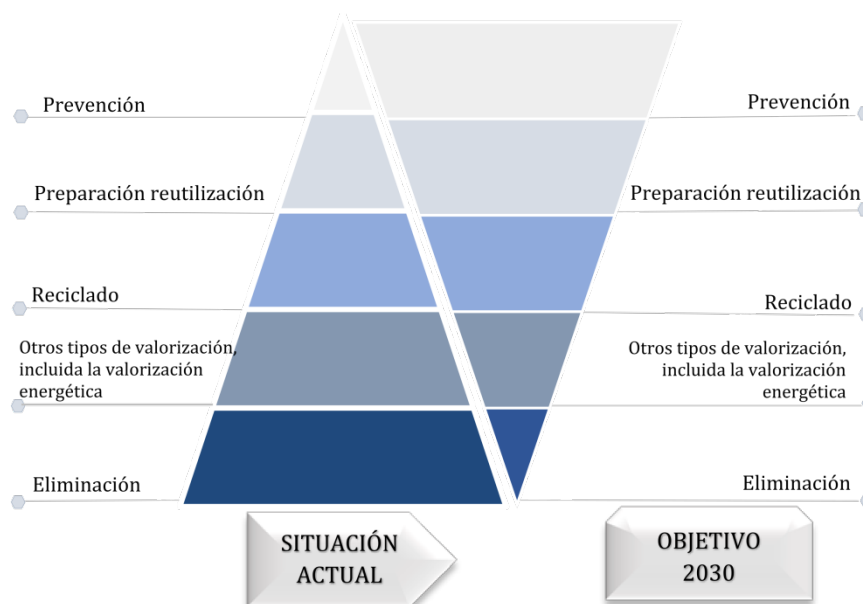 Prevención
Preparación reutilización
Reciclado
Otros tipos de valorización,
incluida la valorización
energética
Eliminación
Prevención
Preparación reutilización
Reciclado
Otros tipos de valorización,
incluida la valorización
energética
Eliminación
SITUACIÓN
ACTUAL
OBJETIVO
2030